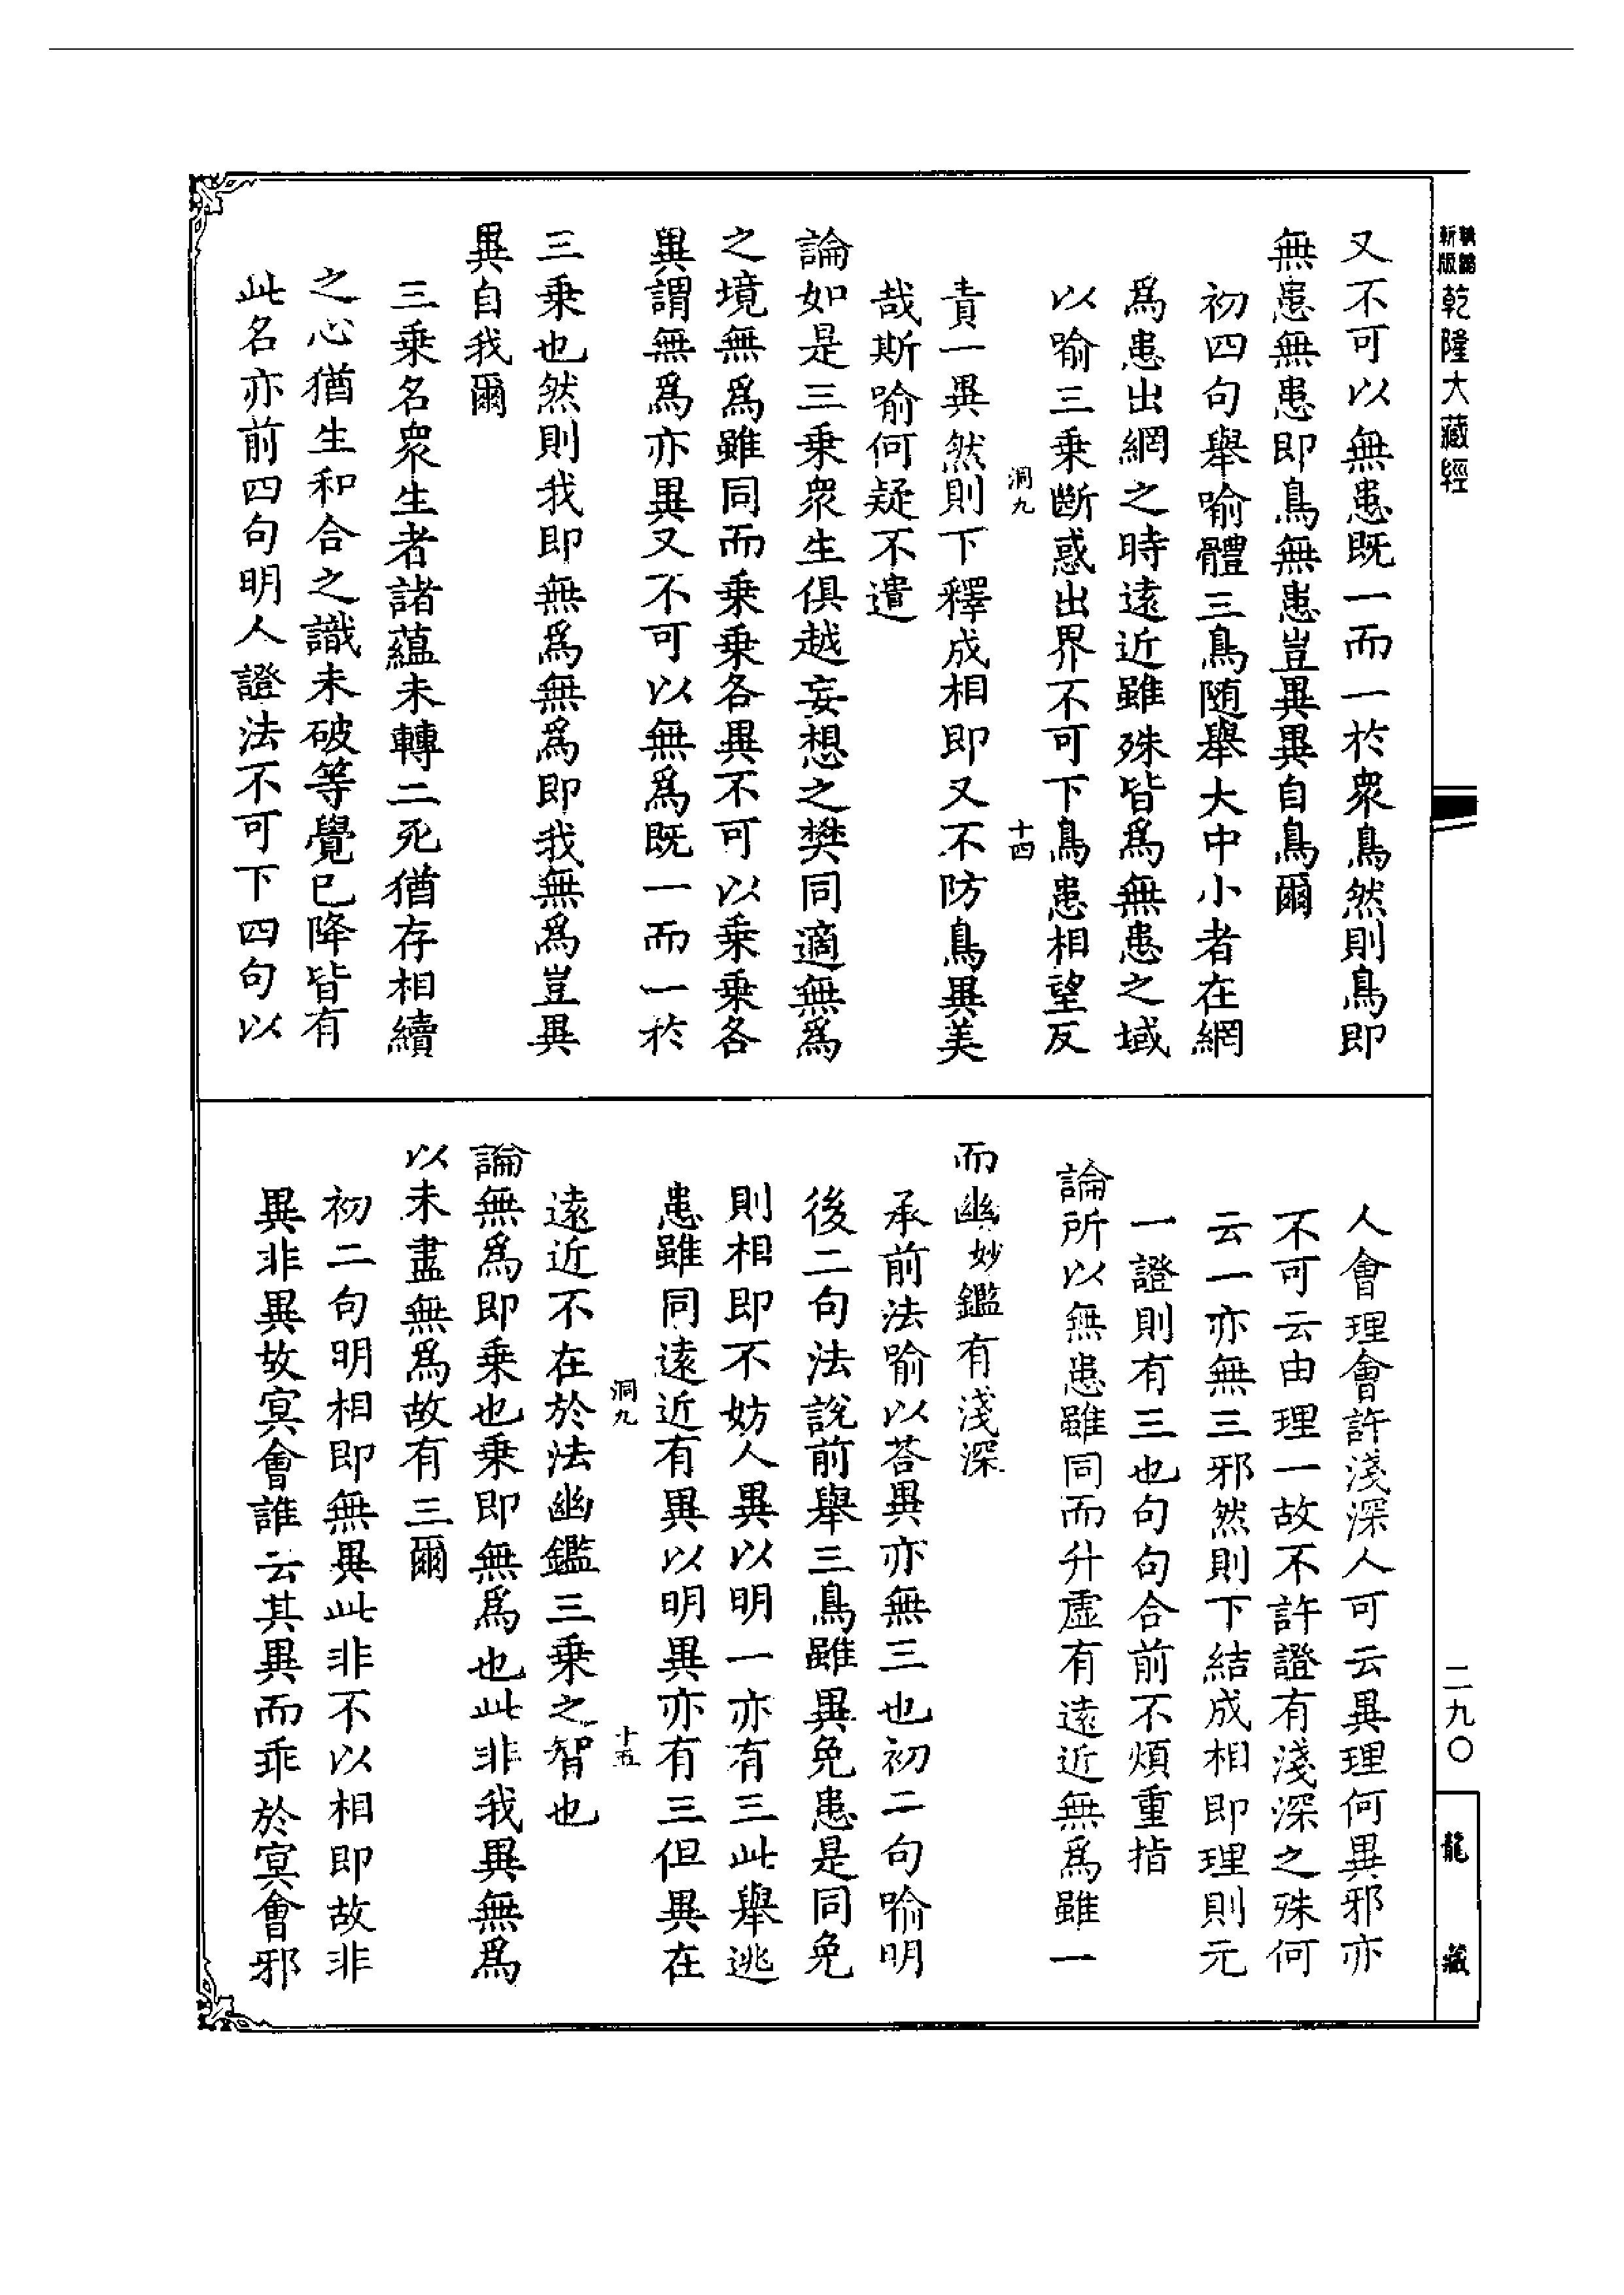 乾隆大藏經
又不可以無患既一而一於衆鳥然則鳥即
無患無患即鳥無患豈異異自鳥爾
初四句舉喻體三鳥随舉大中小者在網
爲患出網之時遠近雖殊皆爲無患之域
以喻三乘斷惑出界不可下鳥患相望反
洞九
十四
責一異然則下釋成相即又不防鳥異美
哉斯喻何疑不遣
論如是三乘衆生俱越妄想之樊同適無爲
之境無爲雖同而乘乘各異不可以乘乘各
異謂無爲亦異又不可以無爲既一而一於
三乘也然則我即無爲無爲即我無爲豈異
異自我爾
三乘名衆生者諸蘊未轉二死猶存相續
之心猶生和合之識未破等覺已降皆有
此名亦前四句明人證法不可下四句以
人會理會許淺深人可云異理何異邪亦
不可云由理一故不許證有淺深之殊何
云一亦無三邪然則下結成相即理則元
一證則有三也句句合前不煩重指
論所以無患雖同而升虛有遠近無爲雖一
而幽妙鑑有淺深
承前法喻以荅異亦無三也初二句喻明
後二句法說前舉三鳥雖異免患是同免
則相即不妨人異以明一亦有三此舉逃
患雖同遠近有異以明異亦有三但異在
洞九
十五
遠近不在於法幽鑑三乘之智也
論無爲即乘也乘即無爲也此非我異無爲
以未盡無爲故有三爾
初二句明相即無異此非不以相即故非
異非異故冥會誰云其異而乖於冥會邪
二九〇
龍藏